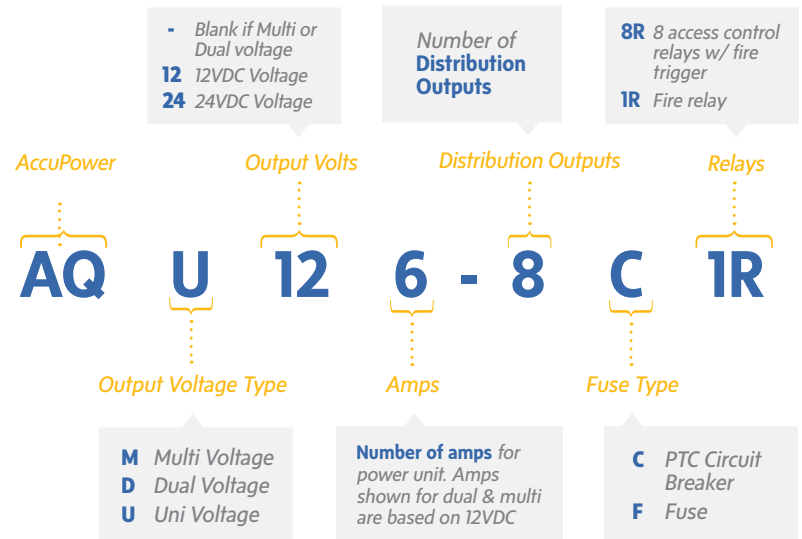 - Blank if Multi or
Dual voltage
12 12VDC Voltage
24 24VDC Voltage
Number of
Distribution
Outputs
8R 8 access control
relays w/ fire
trigger
1R Fire relay
AccuPower
Output Volts
Distribution Outputs
Relays
AQ U 12 6 - 8 C 1R
Output Voltage Type
Amps
Fuse Type
M Multi Voltage
D Dual Voltage
U Uni Voltage
Number of amps for
power unit. Amps
shown for dual & multi
are based on 12VDC
C PTC Circuit
Breaker
F Fuse